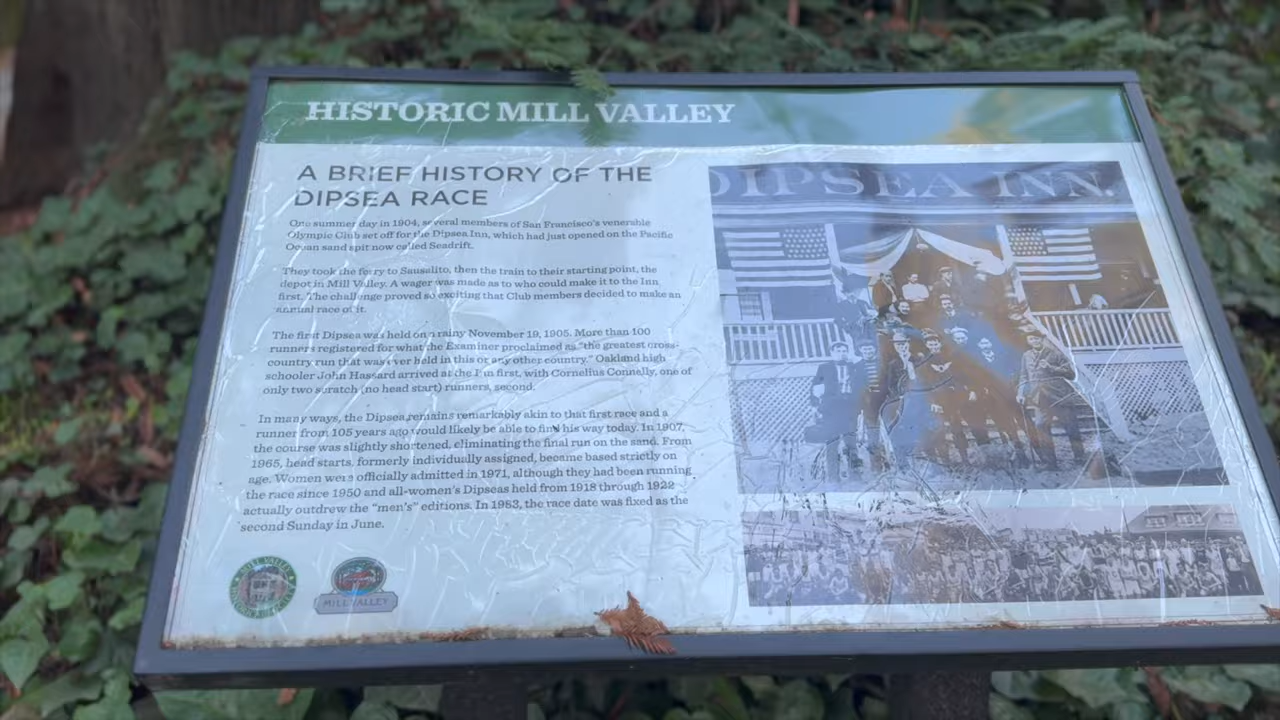 HISTORIC MILL VALLEY
A BRIEF HISTORY OF THE
DIPSEA RACE
One summer day in 1904, several members of San Francisco's venerable
Olympic Club set off for the Dipsea Inn, which had just opened on the Pacific
Ocean sand spit now called Seadrift.
They took the ferry to Sausalito, then the train to their starting point, the
depot in Mill Valley. A wager was made as to who could make it to the Inn
first. The challenge proved so exciting that Club members decided to make an
annual race of it.
The first Dipsea was held on a rainy November 19, 1905. More than 100
runners registered for what the Examiner proclaimed as "the greatest cross-
country run that was ever held in this or any other country." Oakland high
schooler John Hassard arrived at the Inn first, with Cornelius Connelly, one of
only two scratch (no head start) runners, second.
In many ways, the Dipsea remains remarkably akin to that first race and a
runner from 105 years ago would likely be able to find his way today. In 1907,
the course was slightly shortened, eliminating the final run on the sand. From
1965, head starts, formerly individually assigned, became based strictly on
age. Women were officially admitted in 1971, although they had been running
the race since 1950 and all-women's Dipseas held from 1918 through 1922
actually outdrew the "men's" editions. In 1983, the race date was fixed as the
second Sunday in June.
DIPSEA INN.
MILL VALLEY
MILL VALLEY